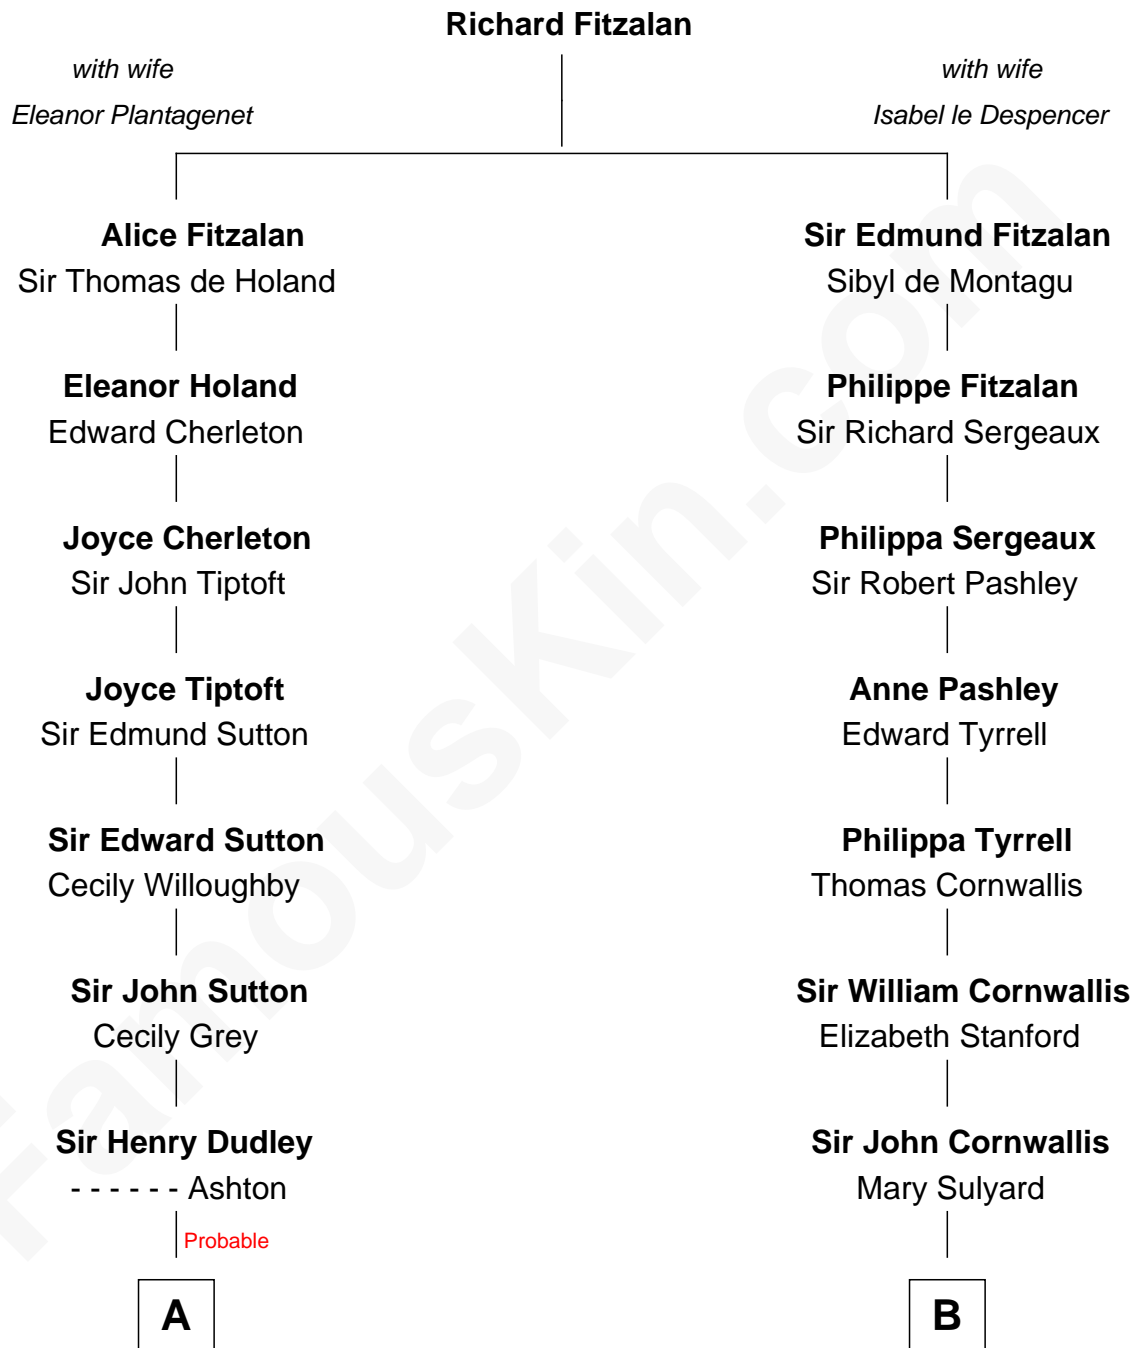 Richard Fitzalan
with wife
Eleanor Plantagenet
with wife
Isabel le Despencer
Alice Fitzalan
Sir Thomas de Holand
Sir Edmund Fitzalan
Sibyl de Montagu
Eleanor Holand
Edward Cherleton
Philippe Fitzalan
Sir Richard Sergeaux
Joyce Cherleton
Sir John Tiptoft
Philippa Sergeaux
Sir Robert Pashley
Joyce Tiptoft
Sir Edmund Sutton
Anne Pashley
Edward Tyrrell
Sir Edward Sutton
Cecily Willoughby
Philippa Tyrrell
Thomas Cornwallis
Sir John Sutton
Cecily Grey
Sir William Cornwallis
Elizabeth Stanford
Sir Henry Dudley
- - - - - - Ashton
Sir John Cornwallis
Mary Sulyard
Probable
A
B
FamousKin.com